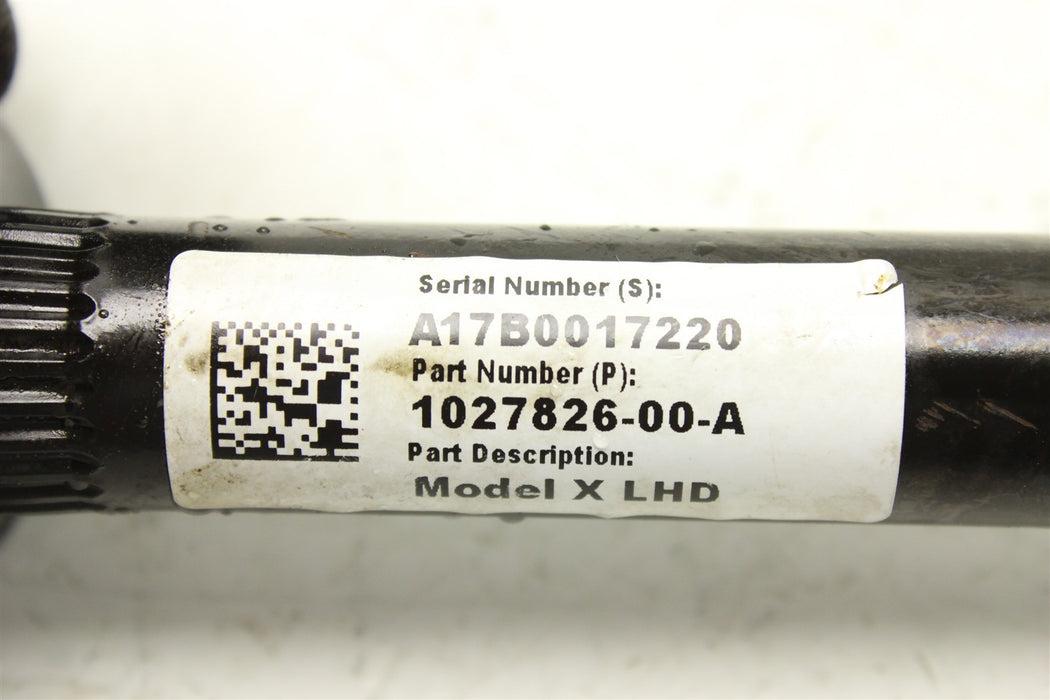 Serial Number (S):
A17B0017220
Part Number (P):
1027826-00-A
Part Description:
Model X LHD